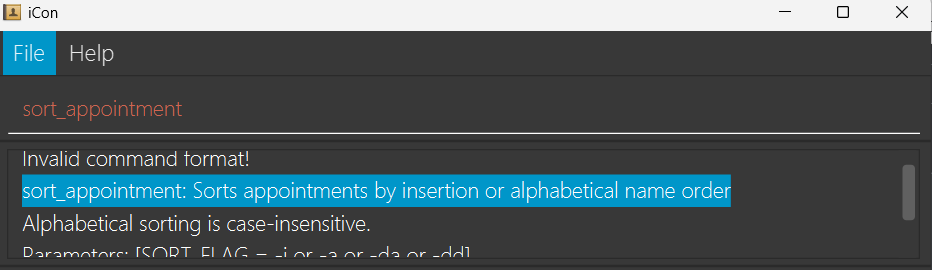 iCon
File Help
sort_appointment
Invalid command format!
sort_appointment: Sorts appointments by insertion or alphabetical name order
Alphabetical sorting is case-insensitive.
Parameters: [SORT_FLAG = -i or -a or -da or -dd]